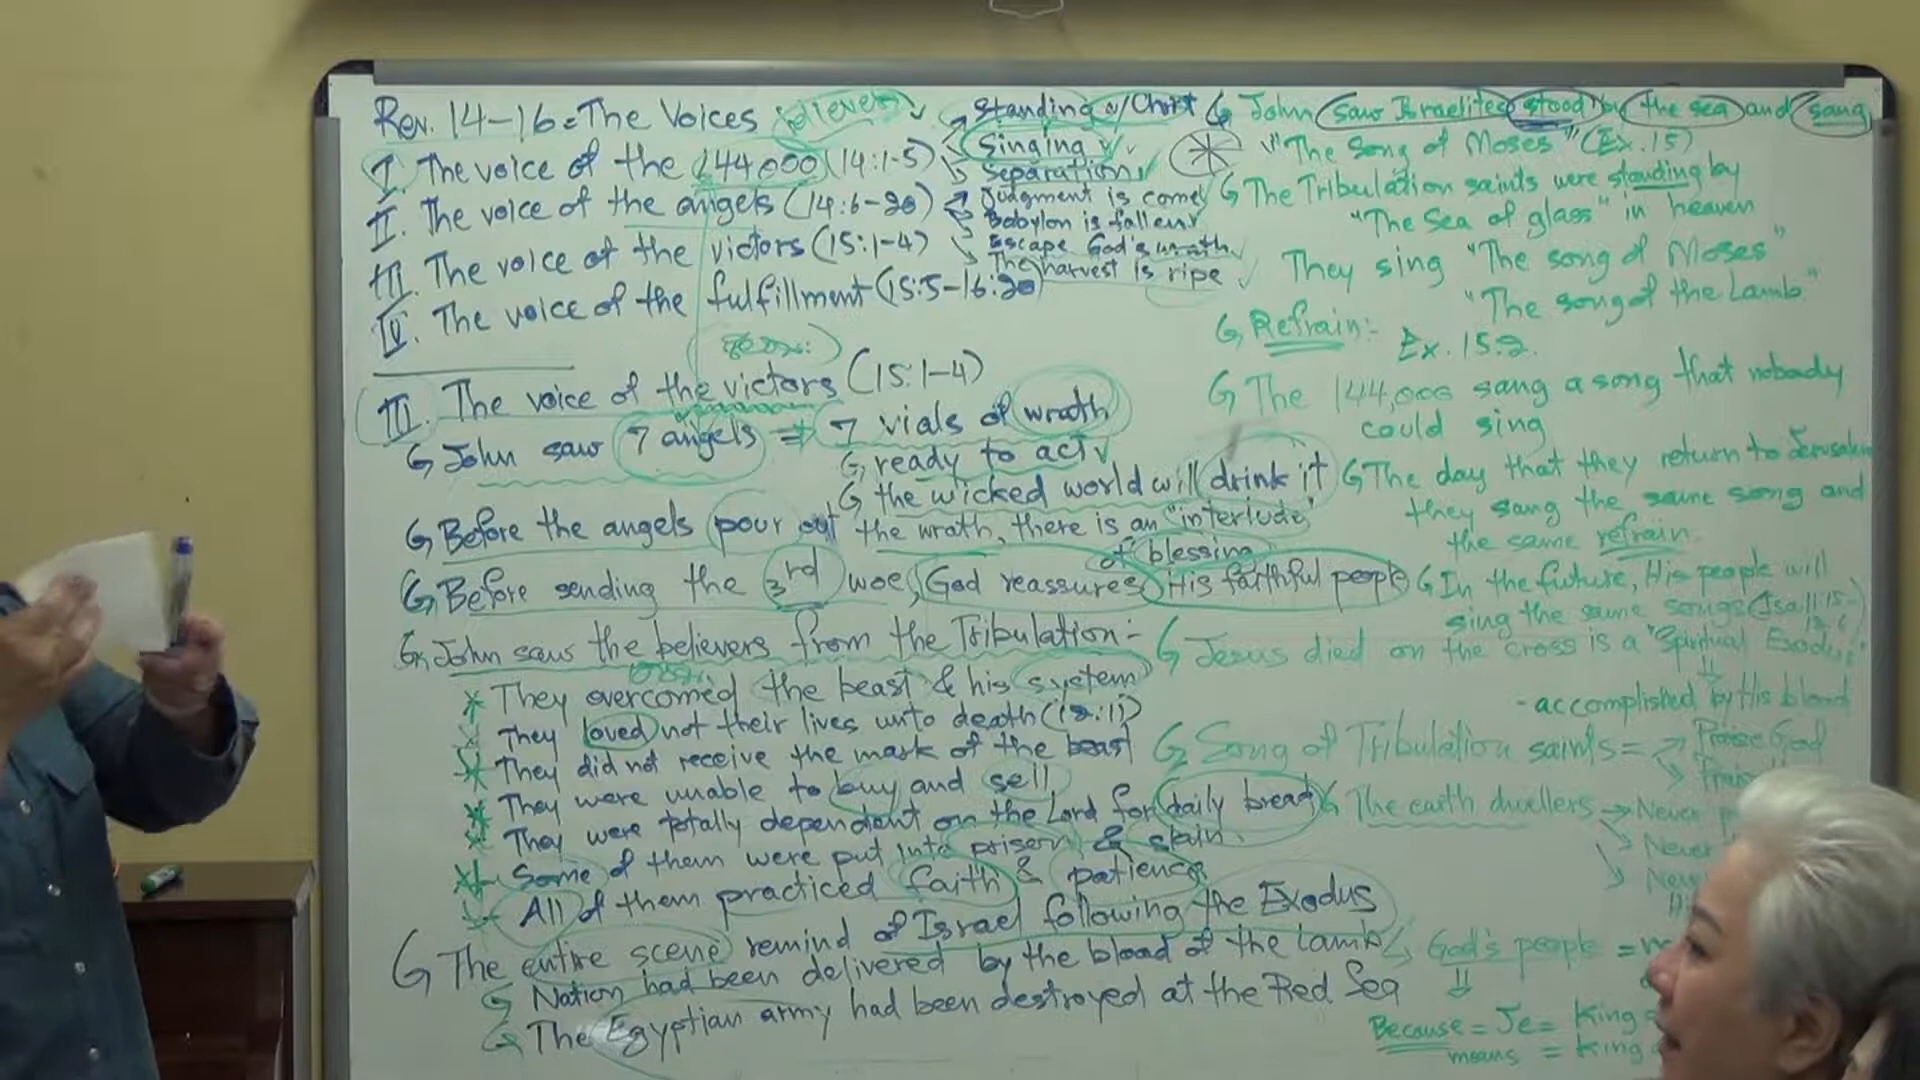 Rev. 14-16 = The Voices believers
I. The voice of the 144000 (14:1-5)
Standing w/ Christ
Singing
Separation
II. The voice of the angels (14:6-20)
Judgment is come
Babylon is fallen
Escape God's wrath
The harvest is ripe
III. The voice of the victors (15:1-4)
IV. The voice of the fulfillment (15:5-16:20)
III. The voice of the victors (15:1-4)
John saw 7 angels ⇒ 7 vials of wrath
ready to act
the wicked world will drink it
Before the angels pour out the wrath, there is an "interlude"
of blessing
Before sending the 3rd woe, God reassures His faithful people
John saw the believers from the Tribulation:-
* They overcomed the beast & his system
They loved not their lives unto death (12:11)
* They did not receive the mark of the beast
* They were unable to buy and sell
* They were totally dependent on the Lord for daily bread
* Some of them were put into prison & slain.
All of them practiced faith & patience
The entire scene remind of Israel following the Exodus
Nation had been delivered by the blood of the lamb
The Egyptian army had been destroyed at the Red Sea
John saw Israelites stood by the sea and sang
"The Song of Moses" (Ex. 15)
The Tribulation saints were standing by
"The Sea of glass" in heaven
They sing "The song of Moses"
"The song of the Lamb"
Refrain:-
Ex. 15:2.
The 144,000 sang a song that nobody
could sing
The day that they return to Jerusalem
they sang the same song and
the same refrain.
In the future, His people will
sing the same songs (Isa 11:15-
12:6)
Jesus died on the cross is a "Spiritual Exodus"
- accomplished by His blood
Song of Tribulation saints = Praise God
Praise
The earth dwellers → Never
Never
Never
God's people =
Because = Je = King
means = King